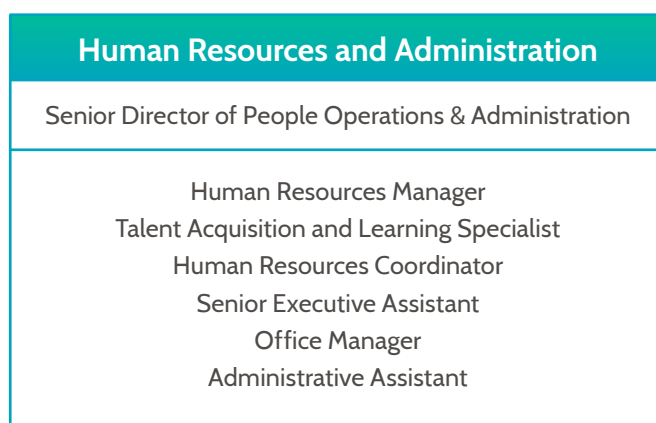 Human Resources and Administration
Senior Director of People Operations & Administration
Human Resources Manager
Talent Acquisition and Learning Specialist
Human Resources Coordinator
Senior Executive Assistant
Office Manager
Administrative Assistant